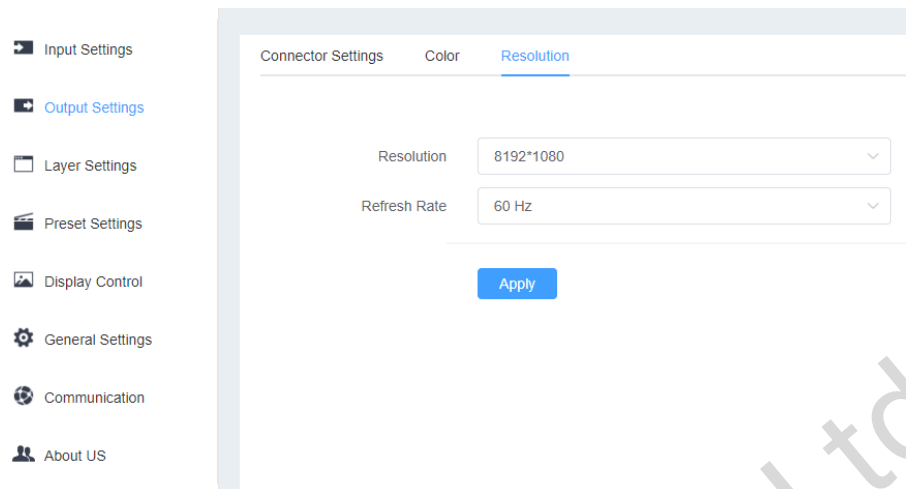 Input Settings
Output Settings
Layer Settings
Preset Settings
Display Control
General Settings
Communication
About US
Connector Settings Color Resolution
Resolution 8192*1080
Refresh Rate 60 Hz
Apply
ltd